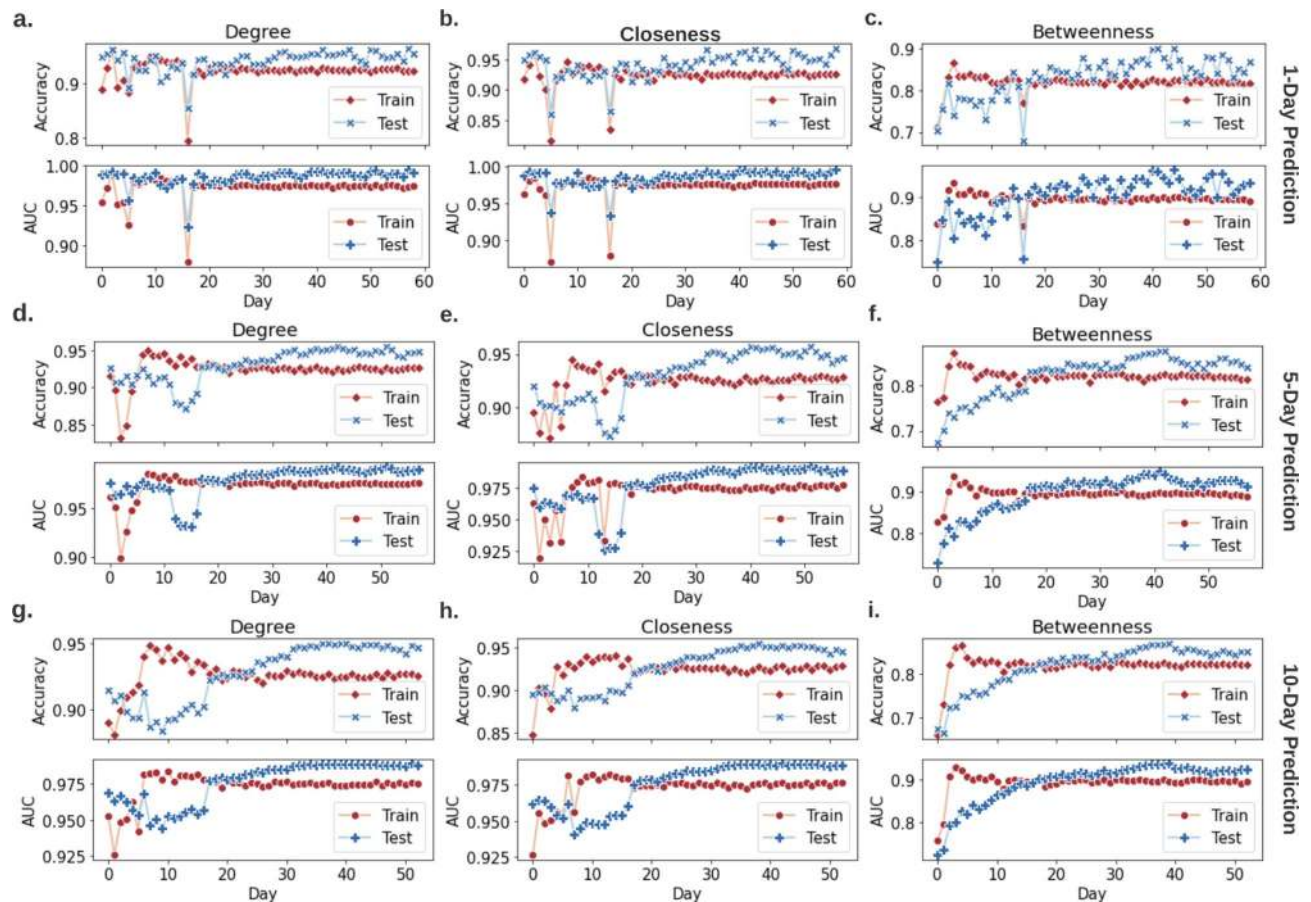 a.
Degree
Accuracy
0.9
0.8
Train
Test
AUC
1.00
0.95
0.90
Train
Test
0 10 20 30 40 50 60
Day
b.
Closeness
Accuracy
0.95
0.90
0.85
Train
Test
AUC
1.00
0.95
0.90
Train
Test
0 10 20 30 40 50 60
Day
c.
Betweenness
Accuracy
0.9
0.8
0.7
Train
Test
AUC
0.9
0.8
Train
Test
0 10 20 30 40 50 60
Day
1-Day Prediction
d.
Degree
Accuracy
0.95
0.90
0.85
Train
Test
AUC
0.95
0.90
Train
Test
0 10 20 30 40 50
Day
e.
Closeness
Accuracy
0.95
0.90
Train
Test
AUC
0.975
0.950
0.925
Train
Test
0 10 20 30 40 50
Day
f.
Betweenness
Accuracy
0.8
0.7
Train
Test
AUC
0.9
0.8
Train
Test
0 10 20 30 40 50
Day
5-Day Prediction
g.
Degree
Accuracy
0.95
0.90
Train
Test
AUC
0.975
0.950
0.925
Train
Test
0 10 20 30 40 50
Day
h.
Closeness
Accuracy
0.95
0.90
0.85
Train
Test
AUC
0.975
0.950
0.925
Train
Test
0 10 20 30 40 50
Day
i.
Betweenness
Accuracy
0.8
0.7
Train
Test
AUC
0.9
0.8
Train
Test
0 10 20 30 40 50
Day
10-Day Prediction